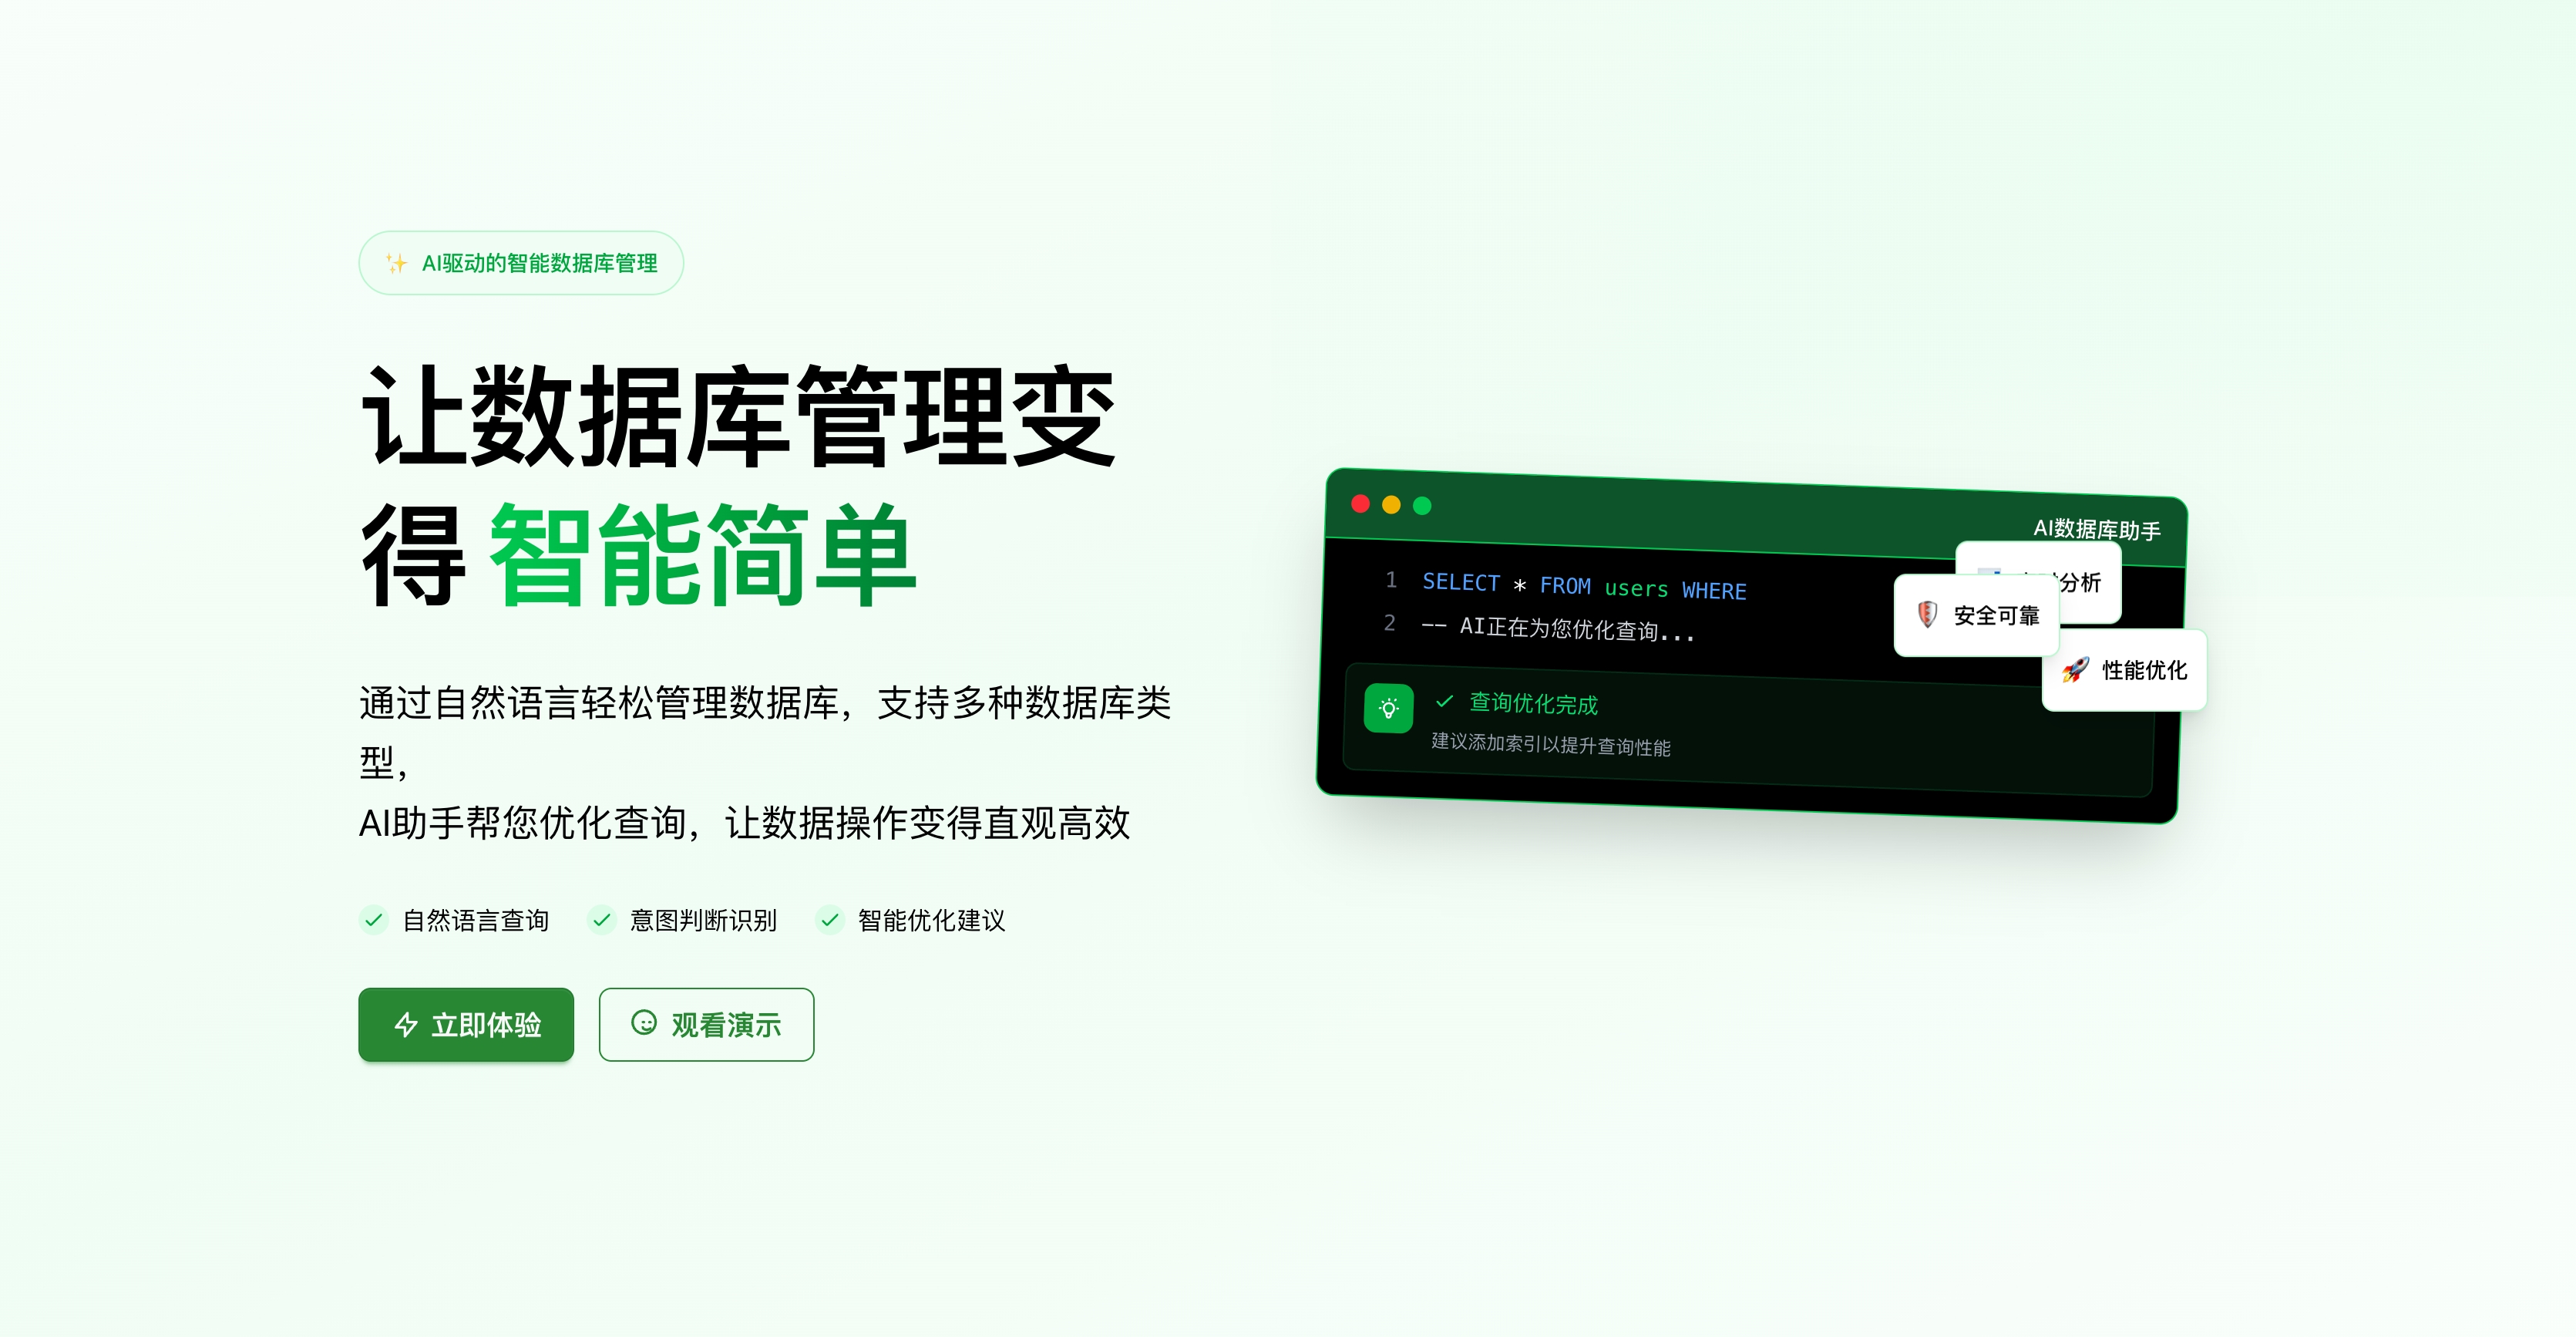 ✨ AI驱动的智能数据库管理
让数据库管理变
得 智能简单
通过自然语言轻松管理数据库，支持多种数据库类
型，
AI助手帮您优化查询，让数据操作变得直观高效
自然语言查询
意图判断识别
智能优化建议
立即体验
观看演示
AI数据库助手
1 SELECT * FROM users WHERE
2 -- AI正在为您优化查询...
分析
安全可靠
性能优化
查询优化完成
建议添加索引以提升查询性能